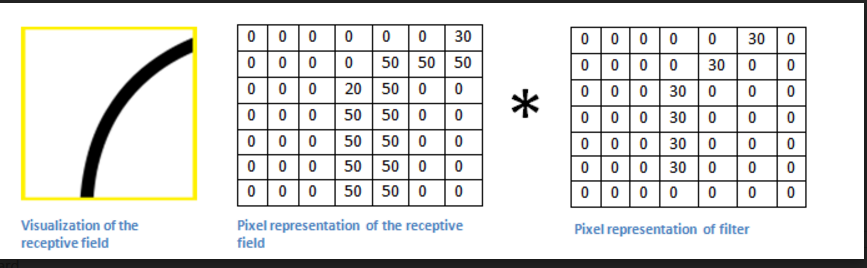 0 0 0 0 0 0 30
0 0 0 0 50 50 50
0 0 0 20 50 0 0
0 0 0 50 50 0 0
0 0 0 50 50 0 0
0 0 0 50 50 0 0
0 0 0 50 50 0 0
*
0 0 0 0 0 30 0
0 0 0 0 30 0 0
0 0 0 30 0 0 0
0 0 0 30 0 0 0
0 0 0 30 0 0 0
0 0 0 30 0 0 0
0 0 0 0 0 0 0
Visualization of the
receptive field
Pixel representation of the receptive
field
Pixel representation of filter